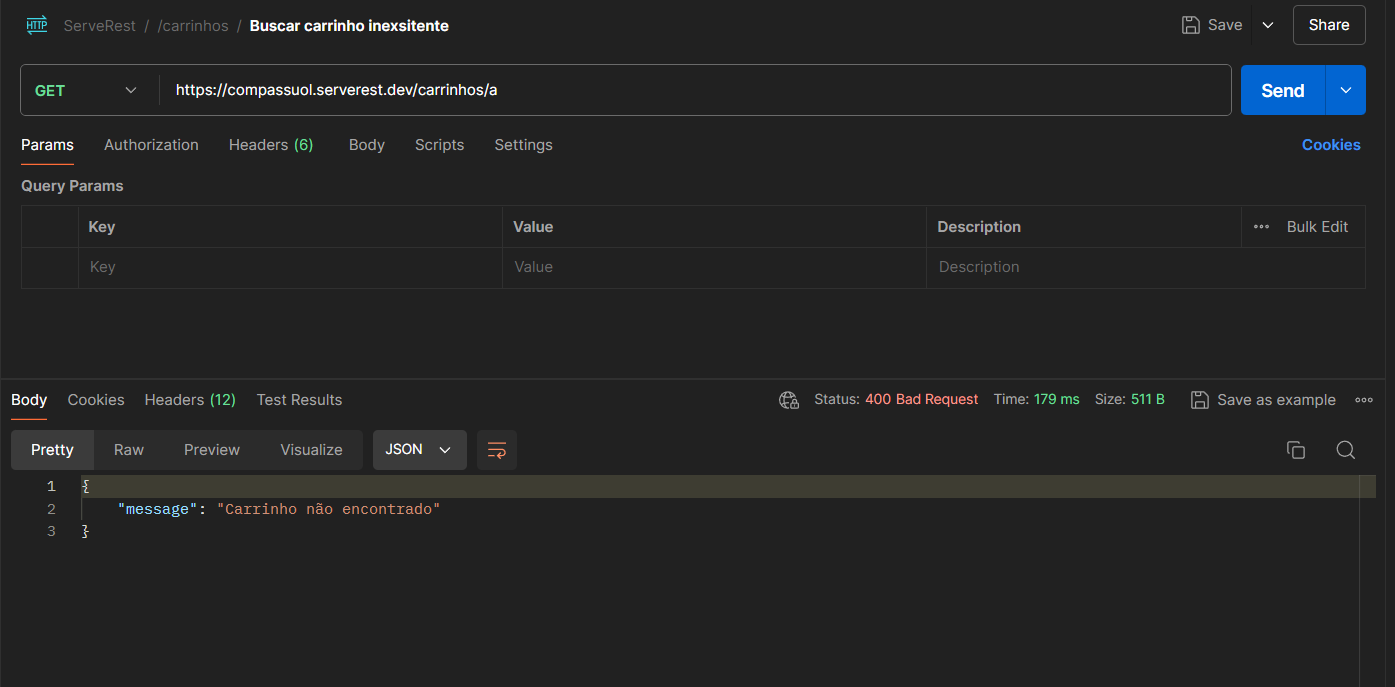 HTTP ServeRest / /carrinhos / Buscar carrinho inexsitente Save Share
GET https://compassuol.serverest.dev/carrinhos/a Send
Params Authorization Headers (6) Body Scripts Settings Cookies
Query Params
Key Value Description ••• Bulk Edit
Key Value Description
Body Cookies Headers (12) Test Results Status: 400 Bad Request Time: 179 ms Size: 511 B Save as example
Pretty Raw Preview Visualize JSON
1 {
2 "message": "Carrinho não encontrado"
3 }